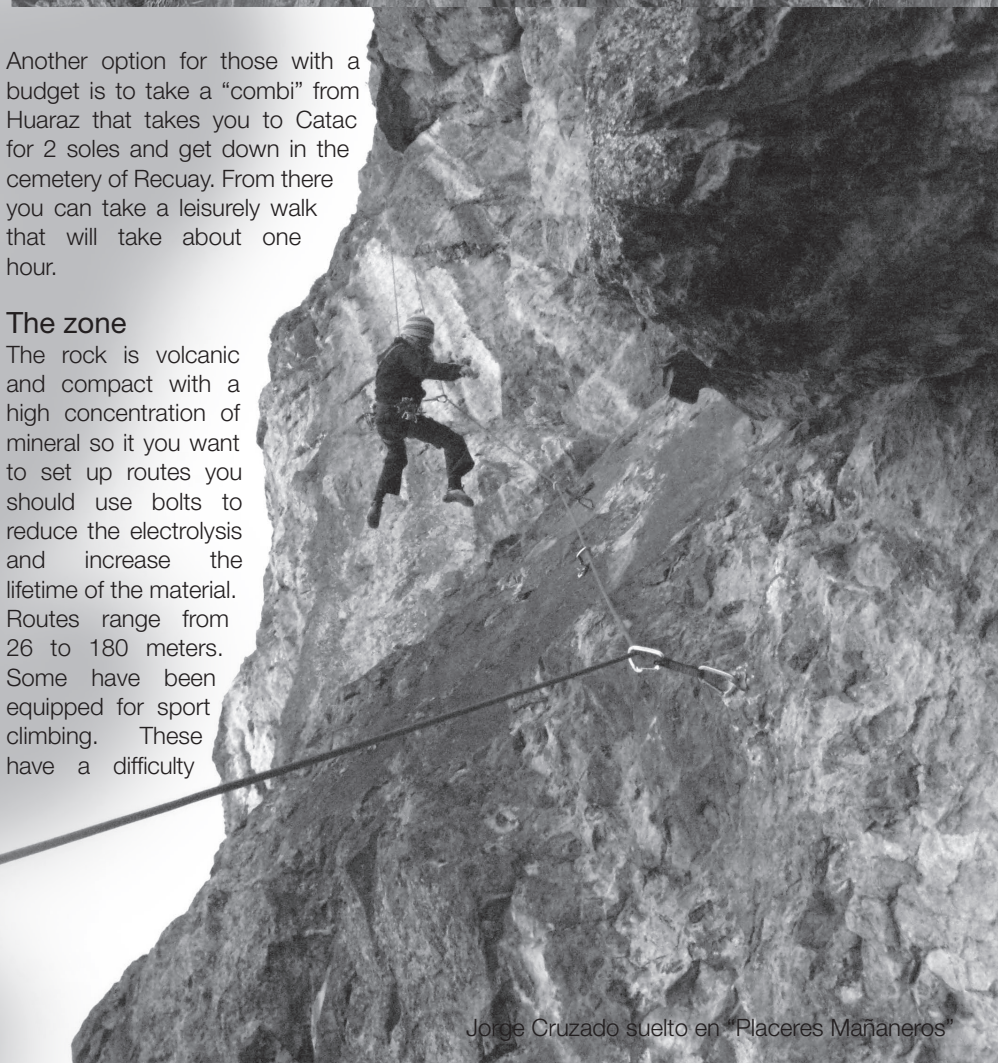 Another option for those with a
budget is to take a “combi” from
Huaraz that takes you to Catac
for 2 soles and get down in the
cemetery of Recuay. From there
you can take a leisurely walk
that will take about one
hour.
The zone
The rock is volcanic
and compact with a
high concentration of
mineral so it you want
to set up routes you
should use bolts to
reduce the electrolysis
and increase the
lifetime of the material.
Routes range from
26 to 180 meters.
Some have been
equipped for sport
climbing. These
have a difficulty
Jorge Cruzado suelto en “Placeres Mañaneros”